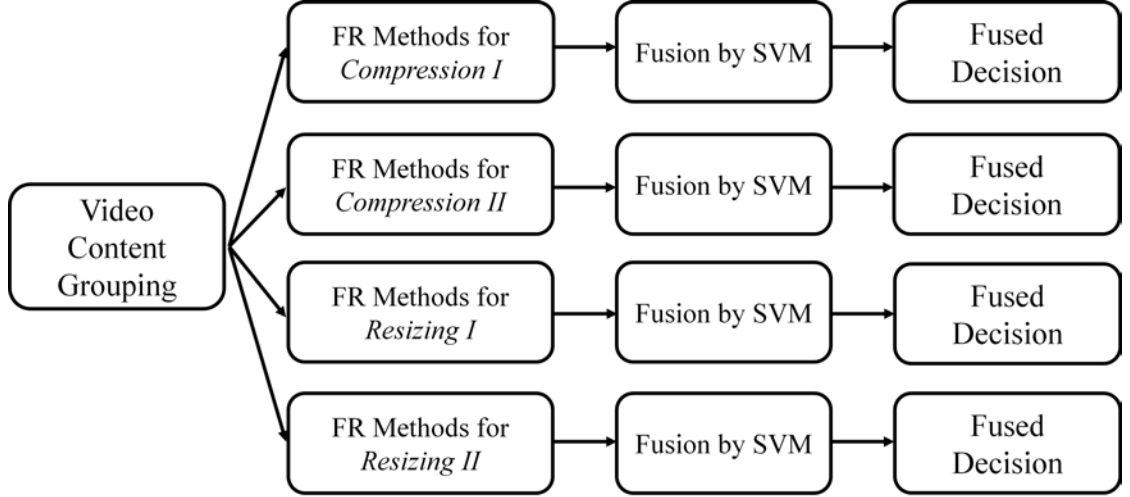 Video
Content
Grouping
FR Methods for
Compression I
Fusion by SVM
Fused
Decision
FR Methods for
Compression II
Fusion by SVM
Fused
Decision
FR Methods for
Resizing I
Fusion by SVM
Fused
Decision
FR Methods for
Resizing II
Fusion by SVM
Fused
Decision